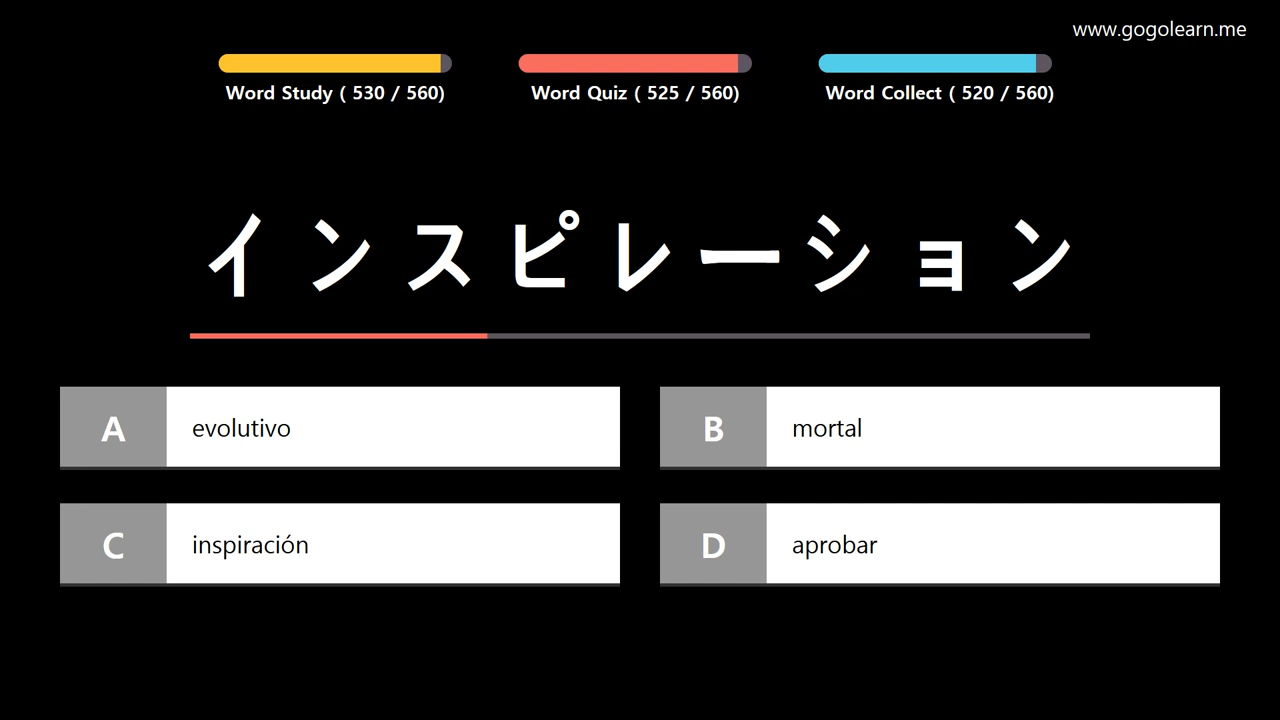 www.gogolearn.me
Word Study ( 530 / 560)
Word Quiz ( 525 / 560)
Word Collect ( 520 / 560)
インスピレーション
A evolutivo
B mortal
C inspiración
D aprobar